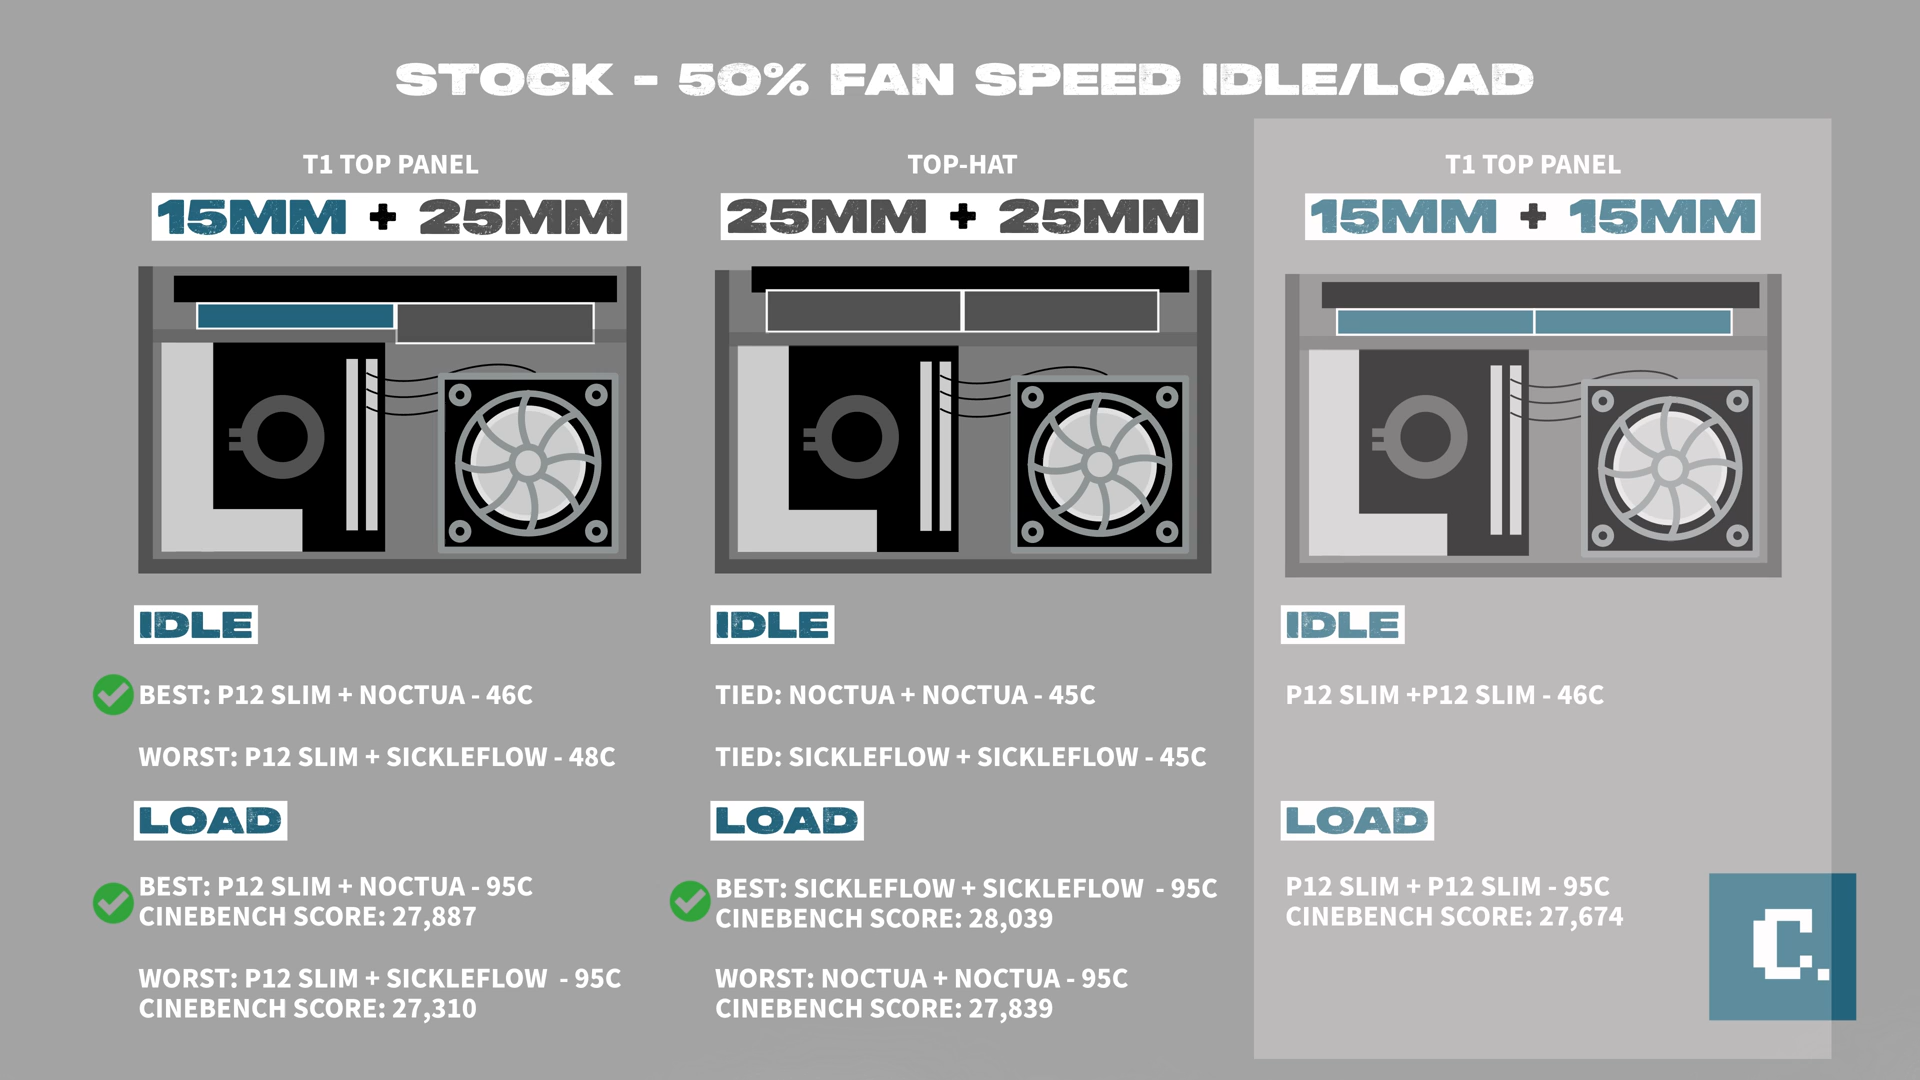 STOCK - 50% FAN SPEED IDLE/LOAD
T1 TOP PANEL
15MM + 25MM
IDLE
BEST: P12 SLIM + NOCTUA - 46C
WORST: P12 SLIM + SICKLEFLOW - 48C
LOAD
BEST: P12 SLIM + NOCTUA - 95C
CINEBENCH SCORE: 27,887
WORST: P12 SLIM + SICKLEFLOW - 95C
CINEBENCH SCORE: 27,310
TOP-HAT
25MM + 25MM
IDLE
TIED: NOCTUA + NOCTUA - 45C
TIED: SICKLEFLOW + SICKLEFLOW - 45C
LOAD
BEST: SICKLEFLOW + SICKLEFLOW - 95C
CINEBENCH SCORE: 28,039
WORST: NOCTUA + NOCTUA - 95C
CINEBENCH SCORE: 27,839
T1 TOP PANEL
15MM + 15MM
IDLE
P12 SLIM +P12 SLIM - 46C
LOAD
P12 SLIM + P12 SLIM - 95C
CINEBENCH SCORE: 27,674
C.